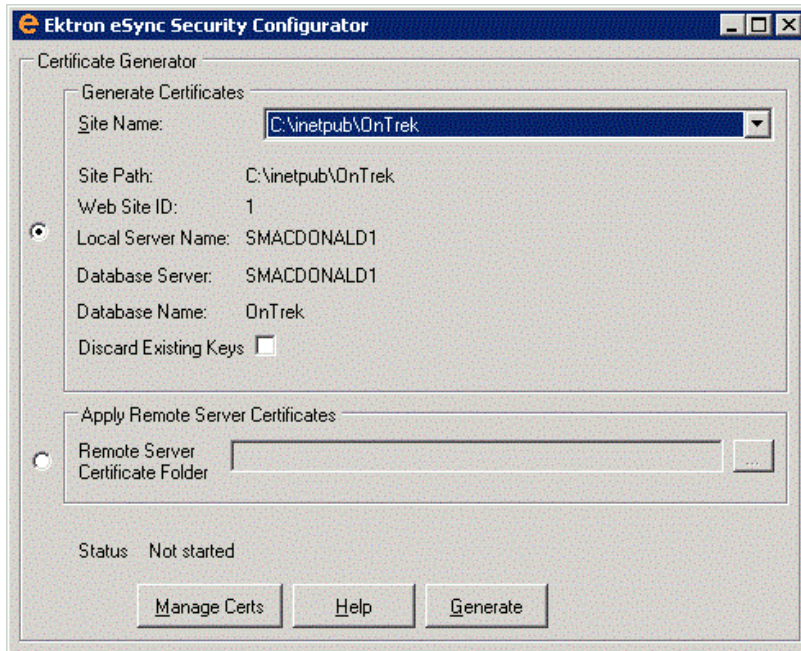 Ektron eSync Security Configurator
Certificate Generator
Generate Certificates
Site Name: C:\inetpub\OnTrek
Site Path: C:\inetpub\OnTrek
Web Site ID: 1
Local Server Name: SMACDONALD1
Database Server: SMACDONALD1
Database Name: OnTrek
Discard Existing Keys
Apply Remote Server Certificates
Remote Server
Certificate Folder
...
Status Not started
Manage Certs Help Generate